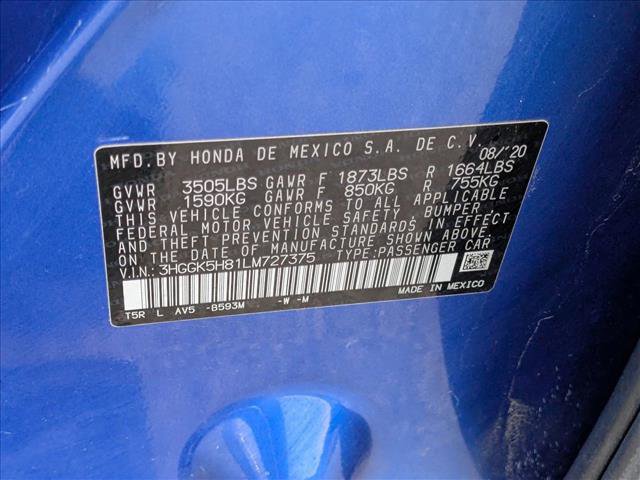 MFD.BY HONDA DE MEXICO S.A. DE C.V. 08/'20
GVWR 3505LBS GAWR F 1873LBS R 1664LBS
GVWR 1590KG GAWR F 850KG R 755KG
THIS VEHICLE CONFORMS TO ALL APPLICABLE
FEDERAL MOTOR VEHICLE SAFETY, BUMPER,
AND THEFT PREVENTION STANDARDS IN EFFECT
ON THE DATE OF MANUFACTURE SHOWN ABOVE.
V.I.N.: 3HGGK5H81LM727375 TYPE:PASSENGER CAR
T5R L AV5 -B593M -W -M MADE IN MEXICO